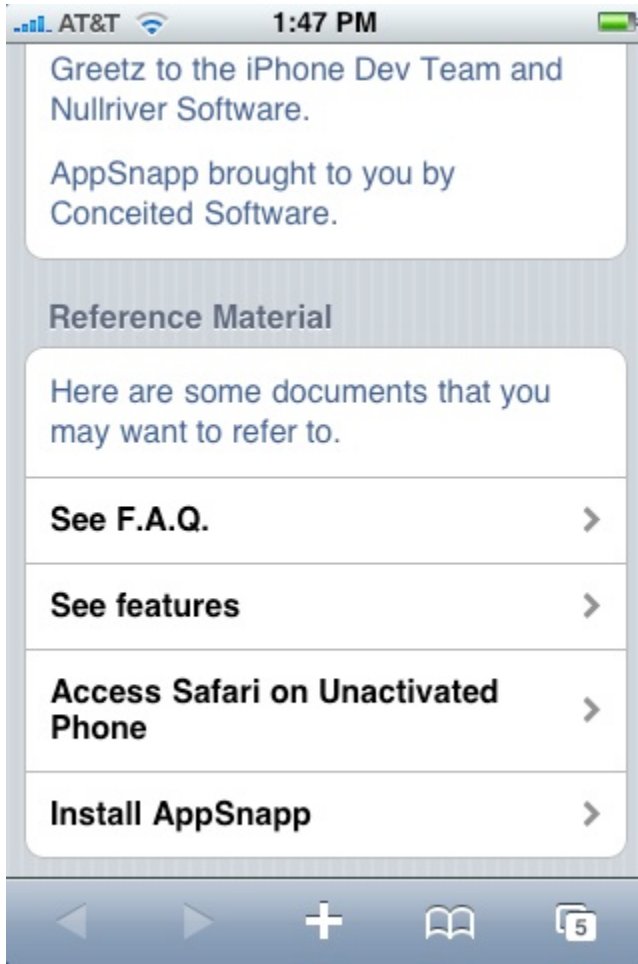 AT&T 1:47 PM
Greetz to the iPhone Dev Team and
Nullriver Software.
AppSnapp brought to you by
Conceited Software.
Reference Material
Here are some documents that you
may want to refer to.
See F.A.Q.
See features
Access Safari on Unactivated
Phone
Install AppSnapp
5